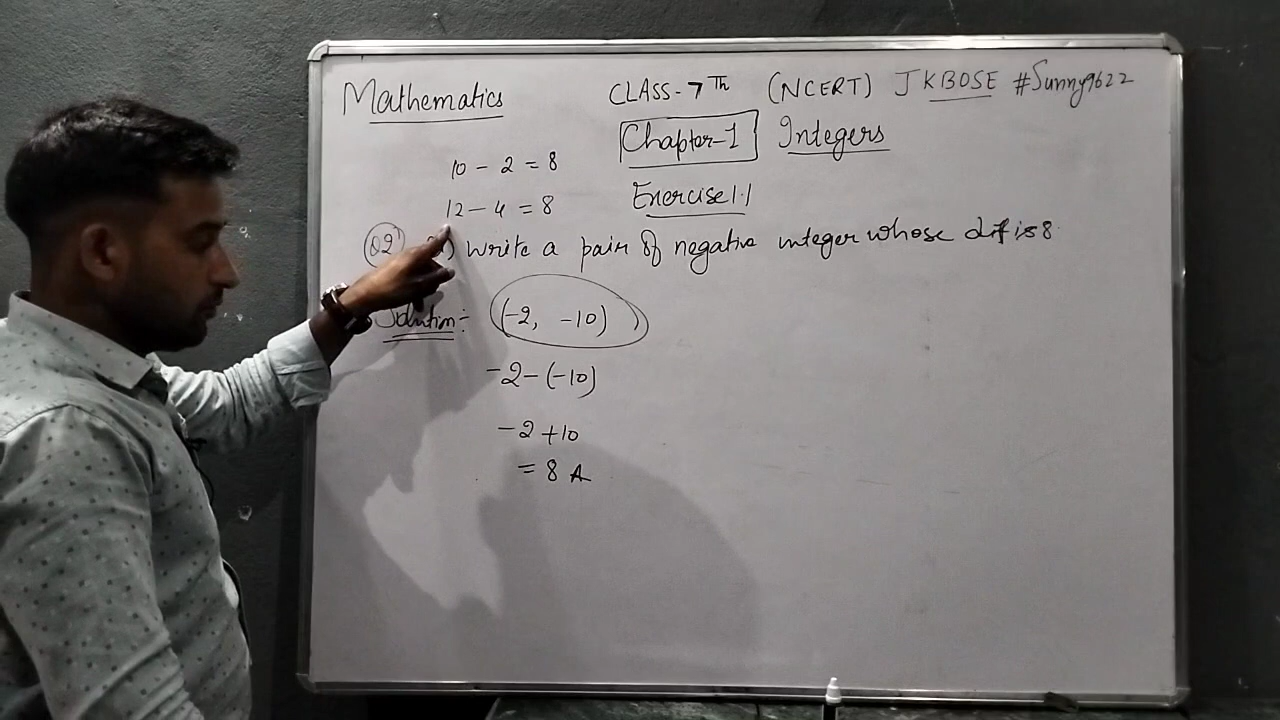 Mathematics CLASS-7Th (NCERT) JKBOSE #Sunny9622
Chapter-1 Integers
10 - 2 = 8
12 - 4 = 8 Exercise 1.1
Q2 ) Write a pair of negative integer whose dif is 8
Solution:- (-2, -10)
-2-(-10)
-2+10
= 8 A